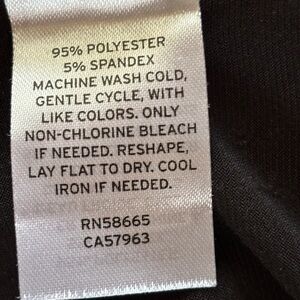 95% POLYESTER
5% SPANDEX
MACHINE WASH COLD,
GENTLE CYCLE, WITH
LIKE COLORS. ONLY
NON-CHLORINE BLEACH
IF NEEDED. RESHAPE,
LAY FLAT TO DRY. COOL
IRON IF NEEDED.
RN58665
CA57963